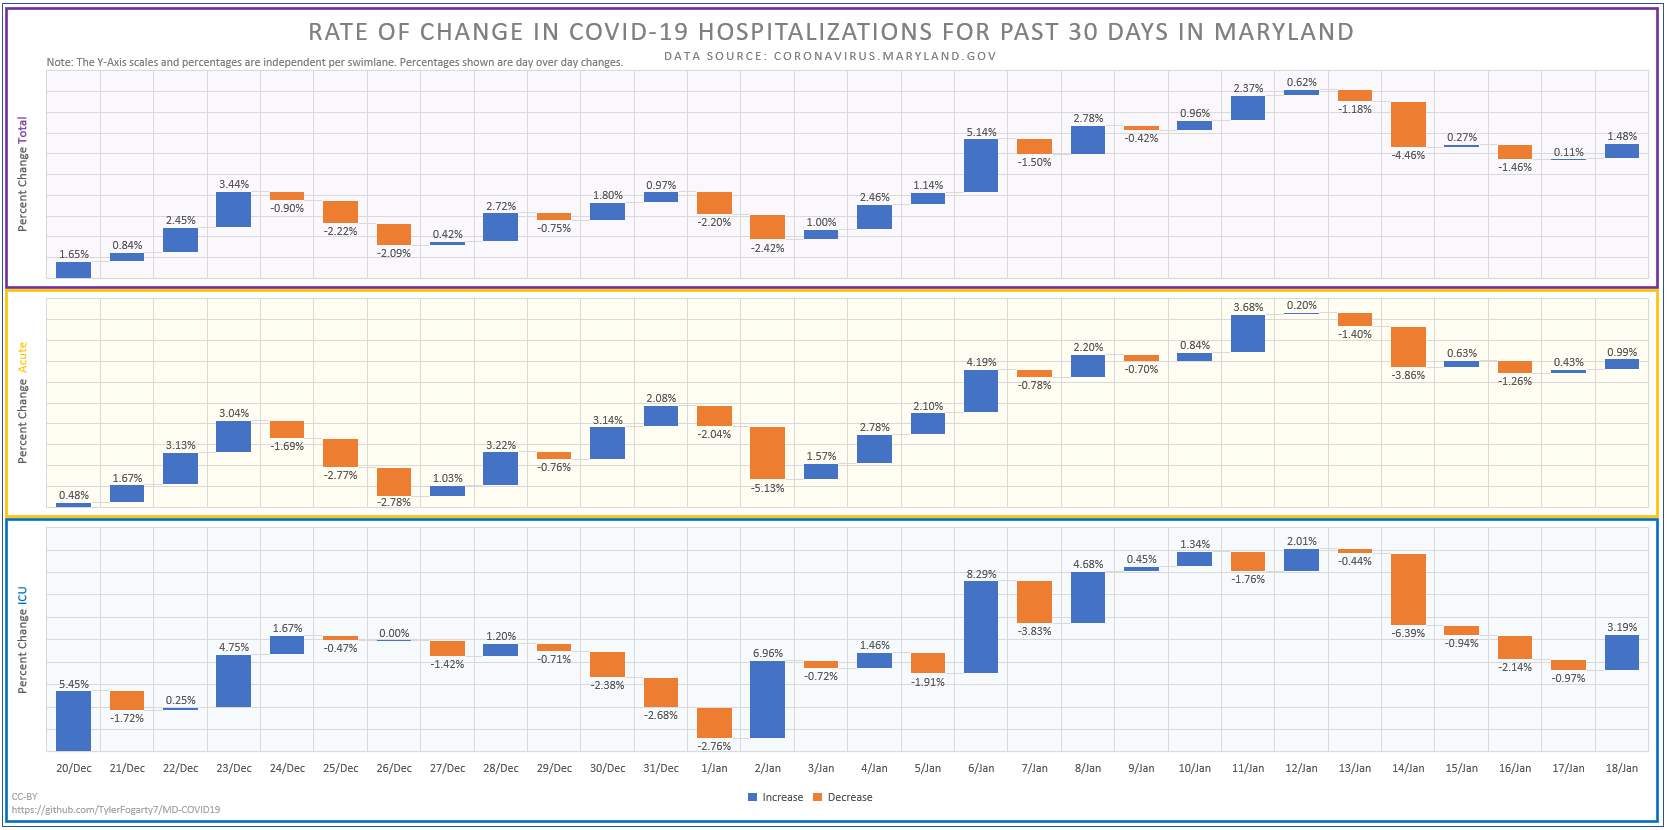 RATE OF CHANGE IN COVID-19 HOSPITALIZATIONS FOR PAST 30 DAYS IN MARYLAND
DATA SOURCE: CORONAVIRUS.MARYLAND.GOV
Note: The Y-Axis scales and percentages are independent per swimlane. Percentages shown are day over day changes.
Percent Change Total
1.65% 0.84% 2.45% 3.44% -0.90% -2.22% -2.09% 0.42% 2.72% -0.75% 1.80% 0.97% -2.20% -2.42% 1.00% 2.46% 1.14% 5.14% -1.50% 2.78% -0.42% 0.96% 2.37% 0.62% -1.18% -4.46% 0.27% -1.46% 0.11% 1.48%
Percent Change Acute
0.48% 1.67% 3.13% 3.04% -1.69% -2.77% -2.78% 1.03% 3.22% -0.76% 3.14% 2.08% -2.04% -5.13% 1.57% 2.78% 2.10% 4.19% -0.78% 2.20% -0.70% 0.84% 3.68% 0.20% -1.40% -3.86% 0.63% -1.26% 0.43% 0.99%
Percent Change ICU
5.45% -1.72% 0.25% 4.75% 1.67% -0.47% 0.00% -1.42% 1.20% -0.71% -2.38% -2.68% -2.76% 6.96% -0.72% 1.46% -1.91% 8.29% -3.83% 4.68% 0.45% 1.34% -1.76% 2.01% -0.44% -6.39% -0.94% -2.14% -0.97% 3.19%
20/Dec 21/Dec 22/Dec 23/Dec 24/Dec 25/Dec 26/Dec 27/Dec 28/Dec 29/Dec 30/Dec 31/Dec 1/Jan 2/Jan 3/Jan 4/Jan 5/Jan 6/Jan 7/Jan 8/Jan 9/Jan 10/Jan 11/Jan 12/Jan 13/Jan 14/Jan 15/Jan 16/Jan 17/Jan 18/Jan
Increase Decrease
CC-BY
https://github.com/TylerFogarty7/MD-COVID19